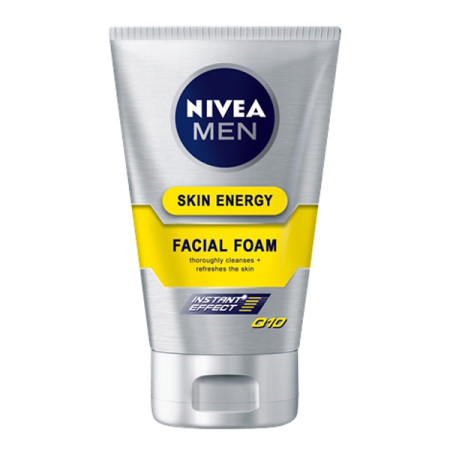 NIVEA
MEN
SKIN ENERGY
FACIAL FOAM
thoroughly cleanses +
refreshes the skin
INSTANT
EFFECT
Q10